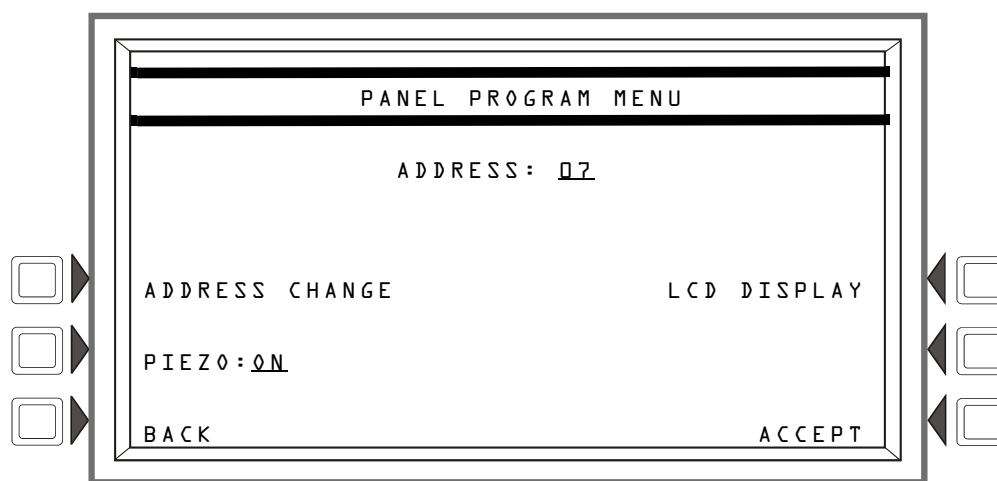 PANEL PROGRAM MENU
ADDRESS: 07
ADDRESS CHANGE LCD DISPLAY
PIEZO:ON
BACK ACCEPT